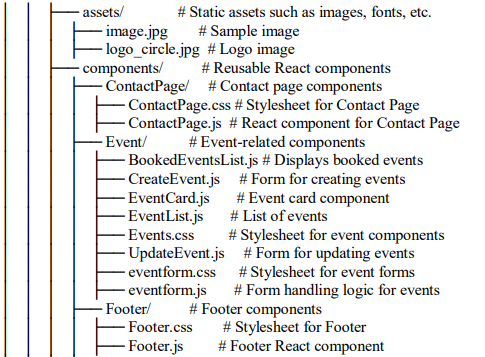 assets/ # Static assets such as images, fonts, etc.
image.jpg # Sample image
logo_circle.jpg # Logo image
components/ # Reusable React components
ContactPage/ # Contact page components
ContactPage.css # Stylesheet for Contact Page
ContactPage.js # React component for Contact Page
Event/ # Event-related components
BookedEventsList.js # Displays booked events
CreateEvent.js # Form for creating events
EventCard.js # Event card component
EventList.js # List of events
Events.css # Stylesheet for event components
UpdateEvent.js # Form for updating events
eventform.css # Stylesheet for event forms
eventform.js # Form handling logic for events
Footer/ # Footer components
Footer.css # Stylesheet for Footer
Footer.js # Footer React component